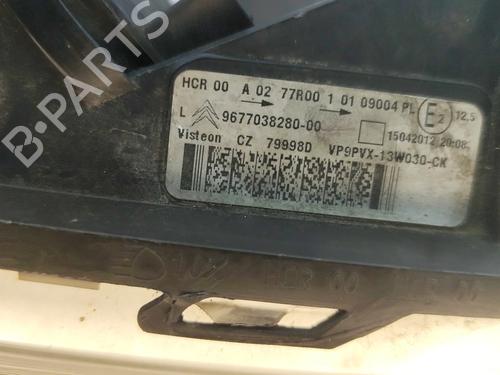 B-PARTS
HCR 00 A 02 77R00 1 01 09004 PL E2 12,5
L 9677038280-00 15042012 20:08
Visteon CZ 79998D VP9PVX-13W030-CK
HCR 00